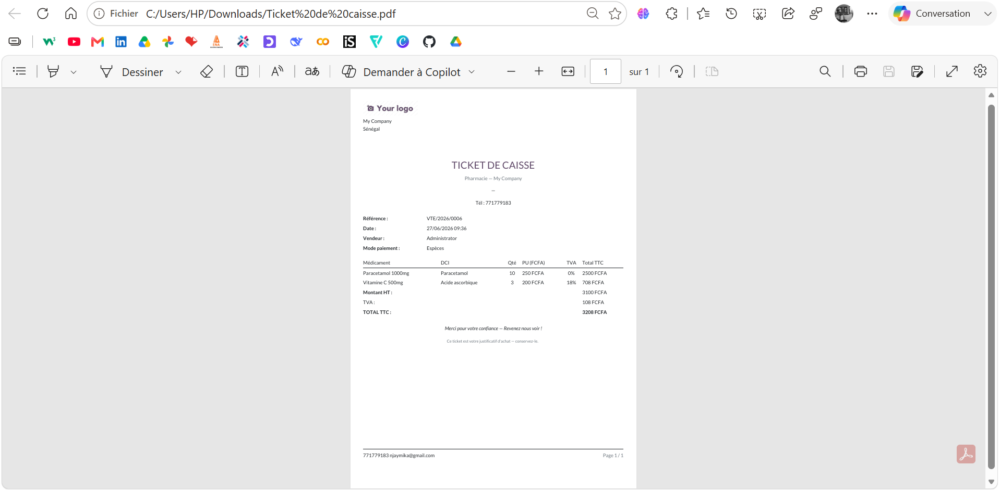 Fichier C:/Users/HP/Downloads/Ticket%20de%20caisse.pdf
Conversation
Dessiner
Demander à Copilot
1 sur 1
Your logo
My Company
Sénégal
TICKET DE CAISSE
Pharmacie — My Company
—
Tél : 771779183
Référence : VTE/2026/0006
Date : 27/06/2026 09:36
Vendeur : Administrator
Mode paiement : Espèces
Médicament DCI Qté PU (FCFA) TVA Total TTC
Paracetamol 1000mg Paracetamol 10 250 FCFA 0% 2500 FCFA
Vitamine C 500mg Acide ascorbique 3 200 FCFA 18% 708 FCFA
Montant HT : 3100 FCFA
TVA : 108 FCFA
TOTAL TTC : 3208 FCFA
Merci pour votre confiance — Revenez nous voir !
Ce ticket est votre justificatif d'achat — conservez-le.
771779183 njaymika@gmail.com Page 1 / 1